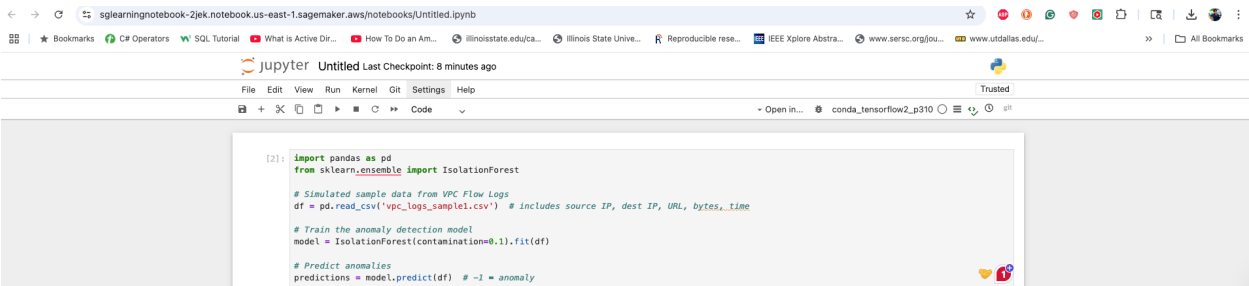 sglearningnotebook-2jek.notebook.us-east-1.sagemaker.aws/notebooks/Untitled.ipynb
Bookmarks C# Operators SQL Tutorial What is Active Dir... How To Do an Am... illinoisstate.edu/ca... Illinois State Unive... Reproducible rese... IEEE Xplore Abstra... www.sersc.org/jou... www.utdallas.edu/... » All Bookmarks
jupyter Untitled Last Checkpoint: 8 minutes ago
File Edit View Run Kernel Git Settings Help Trusted
Code Open in... conda_tensorflow2_p310 git
[2]: import pandas as pd
from sklearn.ensemble import IsolationForest
# Simulated sample data from VPC Flow Logs
df = pd.read_csv('vpc_logs_sample1.csv') # includes source IP, dest IP, URL, bytes, time
# Train the anomaly detection model
model = IsolationForest(contamination=0.1).fit(df)
# Predict anomalies
predictions = model.predict(df) # -1 = anomaly
1